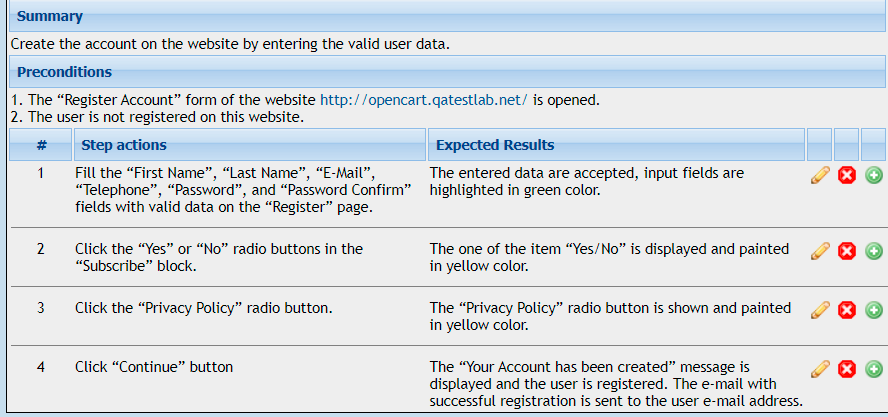 Summary
Create the account on the website by entering the valid user data.
Preconditions
1. The “Register Account” form of the website http://opencart.qatestlab.net/ is opened.
2. The user is not registered on this website.
# Step actions Expected Results
1 Fill the “First Name”, “Last Name”, “E-Mail”, The entered data are accepted, input fields are
“Telephone”, “Password”, and “Password Confirm” highlighted in green color.
fields with valid data on the “Register” page.
2 Click the “Yes” or “No” radio buttons in the The one of the item “Yes/No” is displayed and painted
“Subscribe” block. in yellow color.
3 Click the “Privacy Policy” radio button. The “Privacy Policy” radio button is shown and painted
in yellow color.
4 Click “Continue” button The “Your Account has been created” message is
displayed and the user is registered. The e-mail with
successful registration is sent to the user e-mail address.